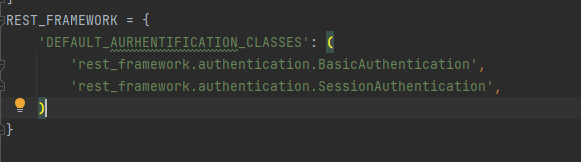 REST_FRAMEWORK = {
'DEFAULT_AURHENTIFICATION_CLASSES': (
'rest_framework.authentication.BasicAuthentication',
'rest_framework.authentication.SessionAuthentication',
)
}